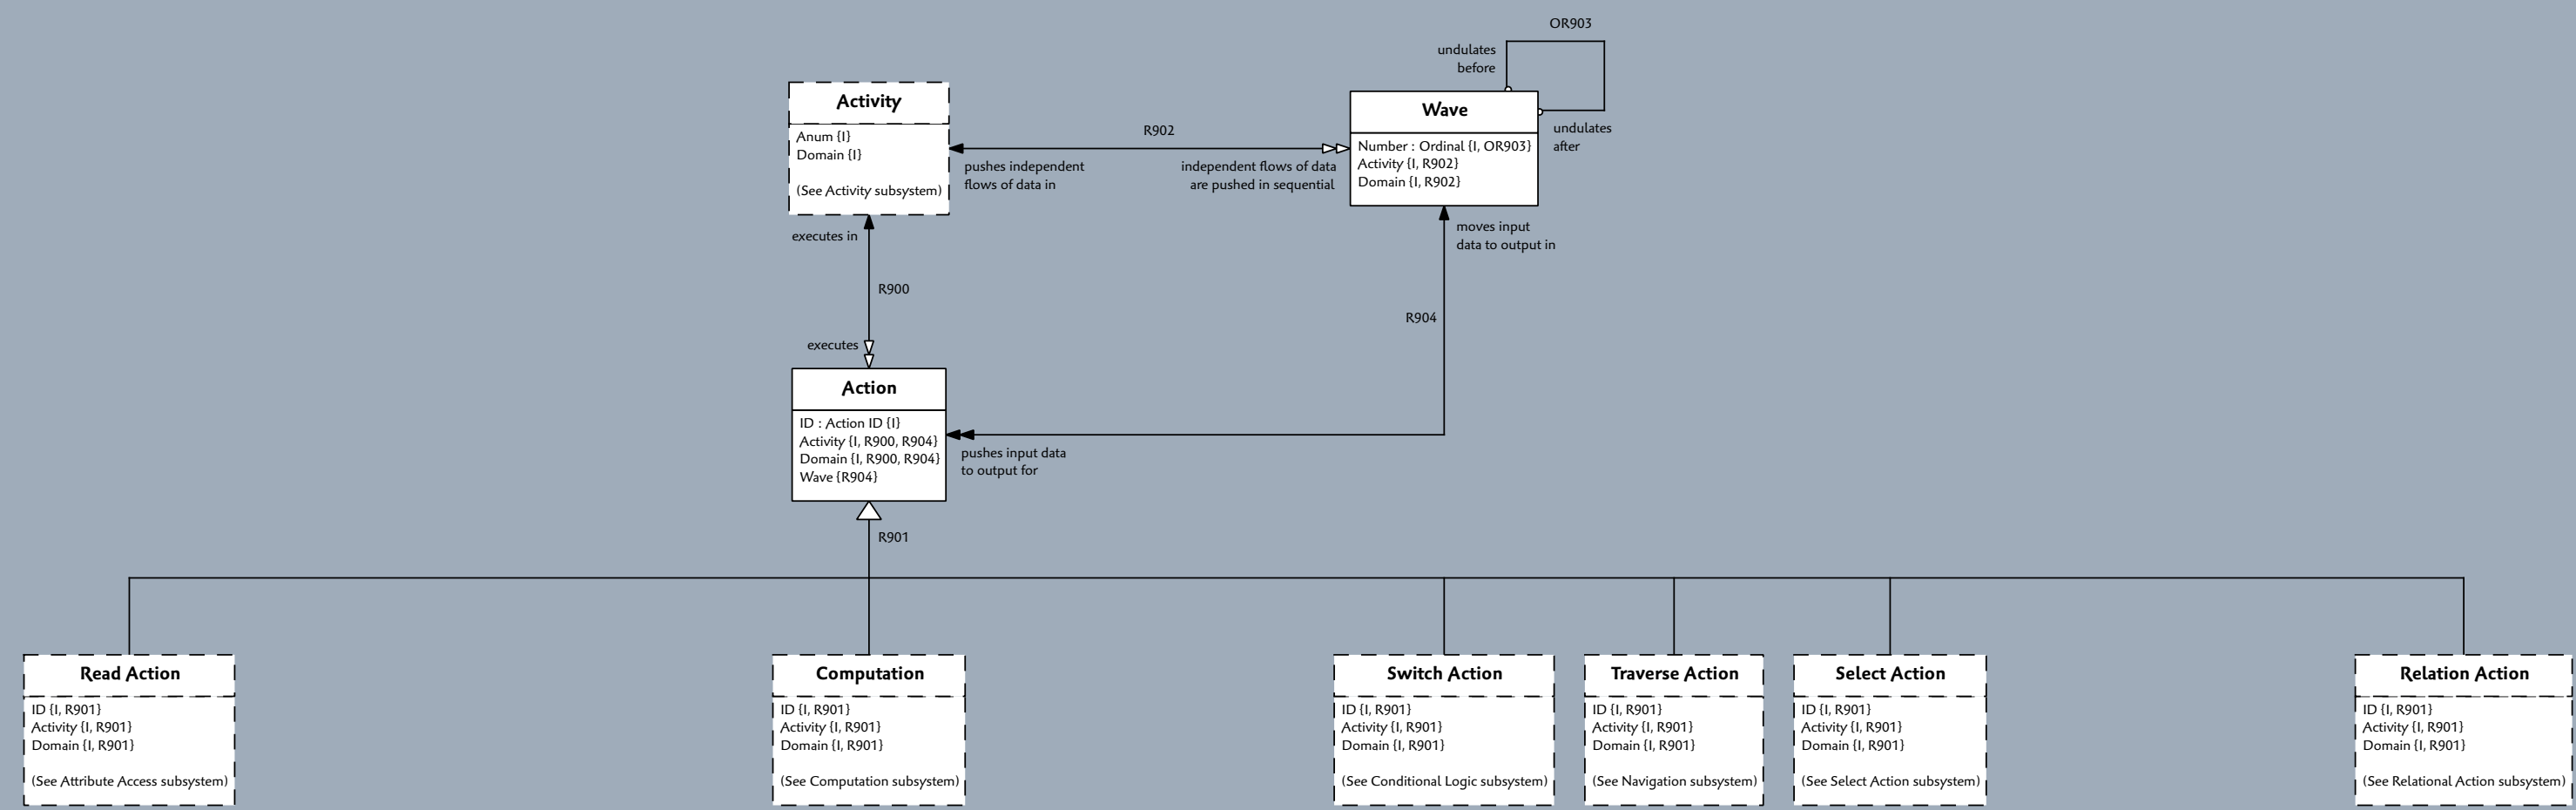 OR903
undulates
before
Wave
Number : Ordinal {I, OR903}
Activity {I, R902}
Domain {I, R902}
undulates
after
Activity
Anum {I}
Domain {I}
(See Activity subsystem)
R902
pushes independent
flows of data in
independent flows of data
are pushed in sequential
executes in
R900
executes
moves input
data to output in
R904
Action
ID : Action ID {I}
Activity {I, R900, R904}
Domain {I, R900, R904}
Wave {R904}
pushes input data
to output for
R901
Read Action
ID {I, R901}
Activity {I, R901}
Domain {I, R901}
(See Attribute Access subsystem)
Computation
ID {I, R901}
Activity {I, R901}
Domain {I, R901}
(See Computation subsystem)
Switch Action
ID {I, R901}
Activity {I, R901}
Domain {I, R901}
(See Conditional Logic subsystem)
Traverse Action
ID {I, R901}
Activity {I, R901}
Domain {I, R901}
(See Navigation subsystem)
Select Action
ID {I, R901}
Activity {I, R901}
Domain {I, R901}
(See Select Action subsystem)
Relation Action
ID {I, R901}
Activity {I, R901}
Domain {I, R901}
(See Relational Action subsystem)